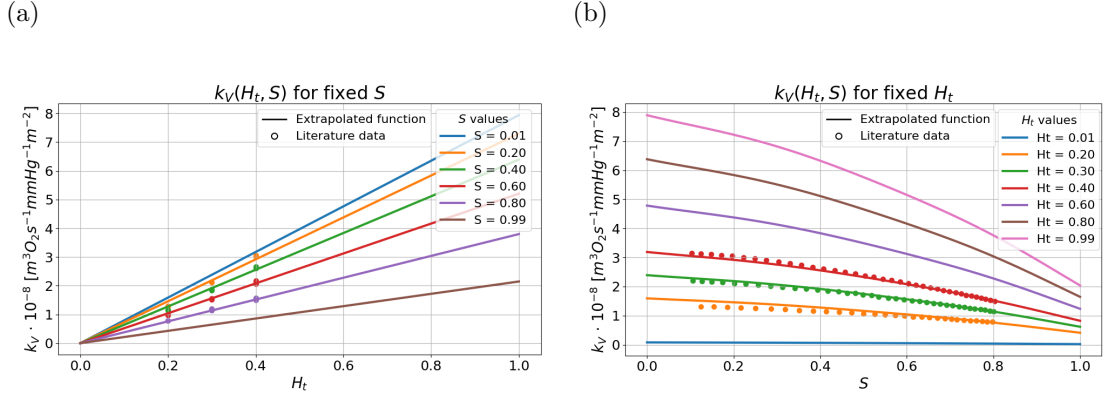 (a)
(b)
k_V(H_t, S) for fixed S
Extrapolated function
Literature data
S values
S = 0.01
S = 0.20
S = 0.40
S = 0.60
S = 0.80
S = 0.99
8
7
6
5
4
3
2
1
0
k_V · 10^{-8} [m^3O_2s^{-1}mmHg^{-1}m^{-2}]
0.0 0.2 0.4 0.6 0.8 1.0
H_t
k_V(H_t, S) for fixed H_t
Extrapolated function
Literature data
H_t values
Ht = 0.01
Ht = 0.20
Ht = 0.30
Ht = 0.40
Ht = 0.60
Ht = 0.80
Ht = 0.99
8
7
6
5
4
3
2
1
0
k_V · 10^{-8} [m^3O_2s^{-1}mmHg^{-1}m^{-2}]
0.0 0.2 0.4 0.6 0.8 1.0
S